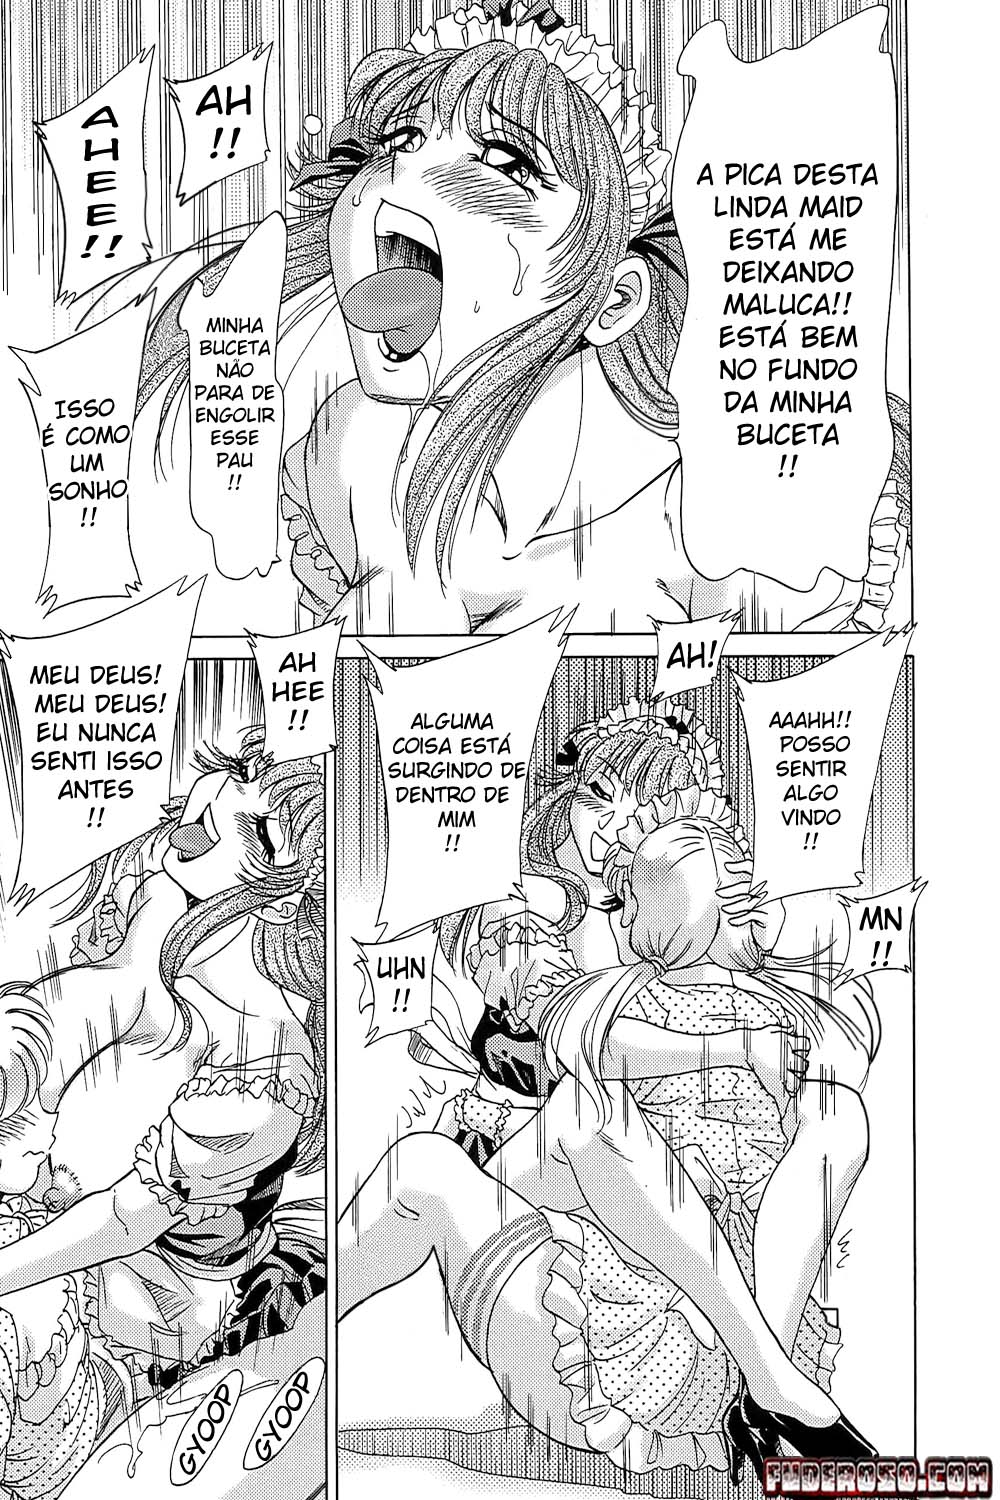 AH
!!
AHEE!!
A PICA DESTA
LINDA MAID
ESTÁ ME
DEIXANDO
MALUCA!!
ESTÁ BEM
NO FUNDO
DA MINHA
BUCETA
!!
MINHA
BUCETA
NÃO
PARA DE
ENGOLIR
ESSE
PAU
!!
ISSO
É COMO
UM
SONHO
!!
MEU DEUS!
MEU DEUS!
EU NUNCA
SENTI ISSO
ANTES
!!
AH
HEE
!!
GYOOP
GYOOP
ALGUMA
COISA ESTÁ
SURGINDO DE
DENTRO DE
MIM
!!
UHN
!!
AH!
AAAHH!!
POSSO
SENTIR
ALGO
VINDO
!!
MN
!!
FUDEROSO.COM